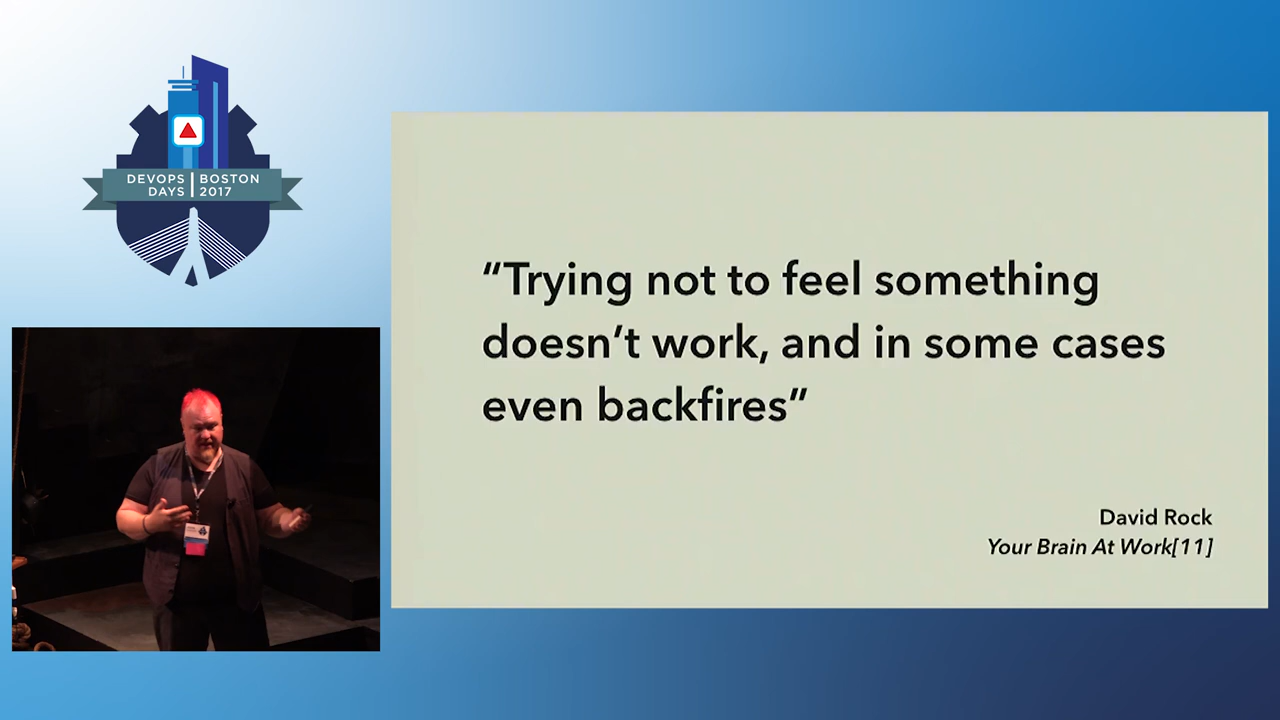 DEVOPS DAYS | BOSTON 2017
“Trying not to feel something
doesn’t work, and in some cases
even backfires”
David Rock
Your Brain At Work[11]